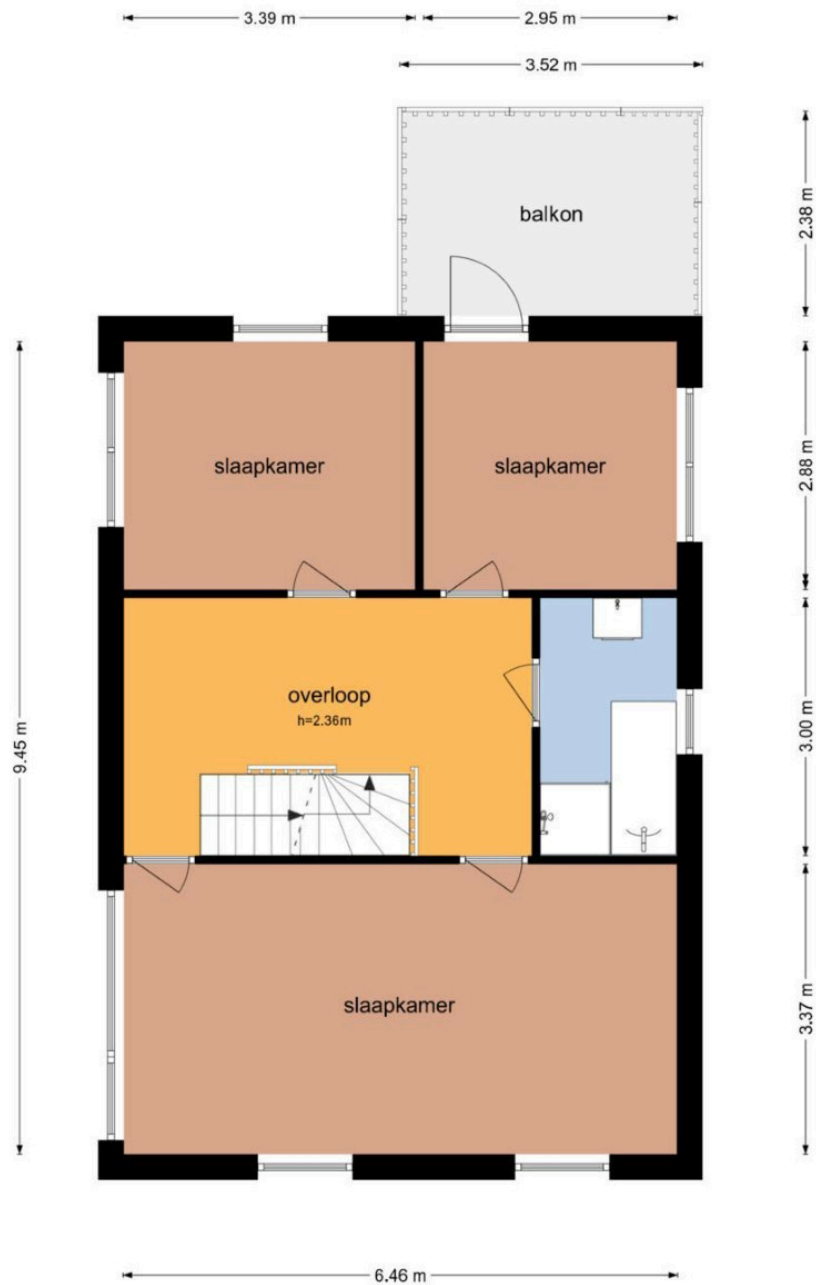 3.39 m
2.95 m
3.52 m
balkon
2.38 m
slaapkamer
slaapkamer
2.88 m
overloop
h=2.36m
9.45 m
3.00 m
slaapkamer
3.37 m
6.46 m